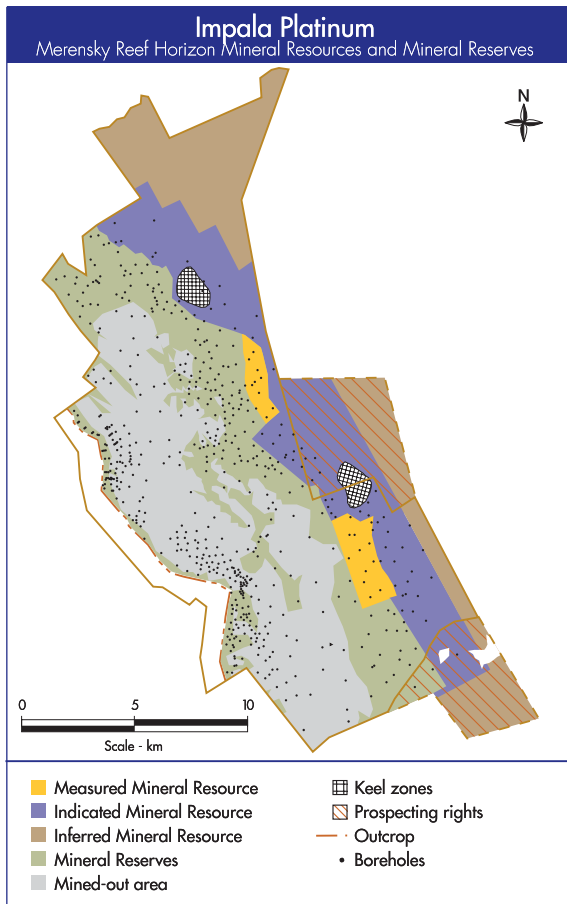 Impala Platinum
Merensky Reef Horizon Mineral Resources and Mineral Reserves
N
0 5 10
Scale - km
Measured Mineral Resource
Indicated Mineral Resource
Inferred Mineral Resource
Mineral Reserves
Mined-out area
Keel zones
Prospecting rights
Outcrop
Boreholes